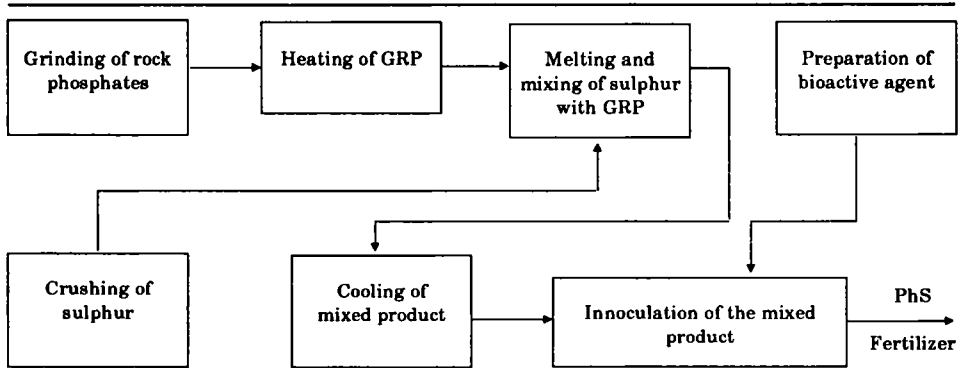 Grinding of rock
phosphates
Heating of GRP
Melting and
mixing of sulphur
with GRP
Preparation of
bioactive agent
Crushing of
sulphur
Cooling of
mixed product
Innoculation of the mixed
product
PhS
Fertilizer